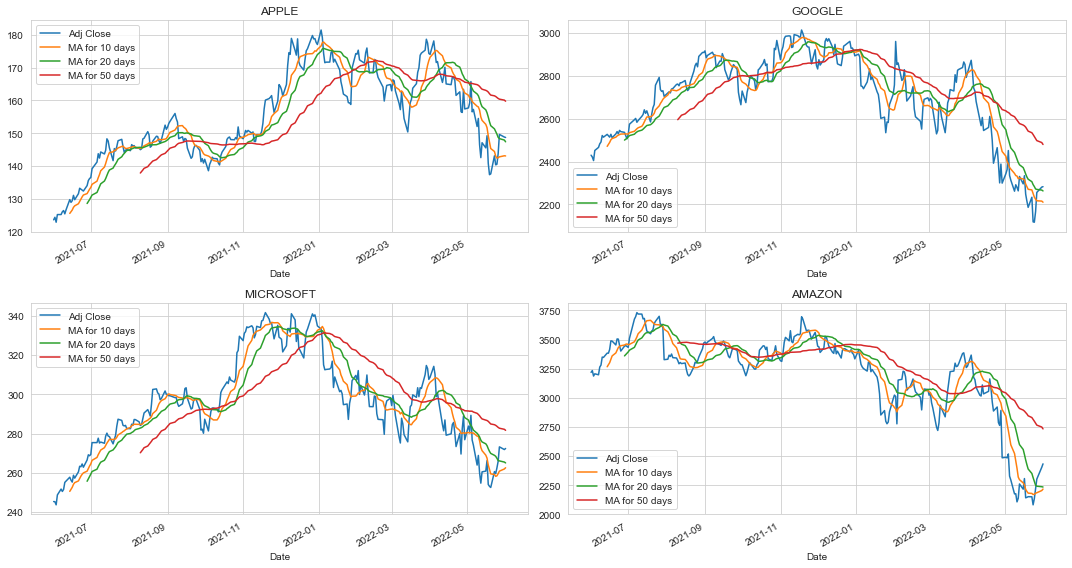 APPLE
180
170
160
150
140
130
120
Adj Close
MA for 10 days
MA for 20 days
MA for 50 days
2021-07
2021-09
2021-11
2022-01
2022-03
2022-05
Date
GOOGLE
3000
2800
2600
2400
2200
Adj Close
MA for 10 days
MA for 20 days
MA for 50 days
2021-07
2021-09
2021-11
2022-01
2022-03
2022-05
Date
MICROSOFT
340
320
300
280
260
240
Adj Close
MA for 10 days
MA for 20 days
MA for 50 days
2021-07
2021-09
2021-11
2022-01
2022-03
2022-05
Date
AMAZON
3750
3500
3250
3000
2750
2500
2250
2000
Adj Close
MA for 10 days
MA for 20 days
MA for 50 days
2021-07
2021-09
2021-11
2022-01
2022-03
2022-05
Date